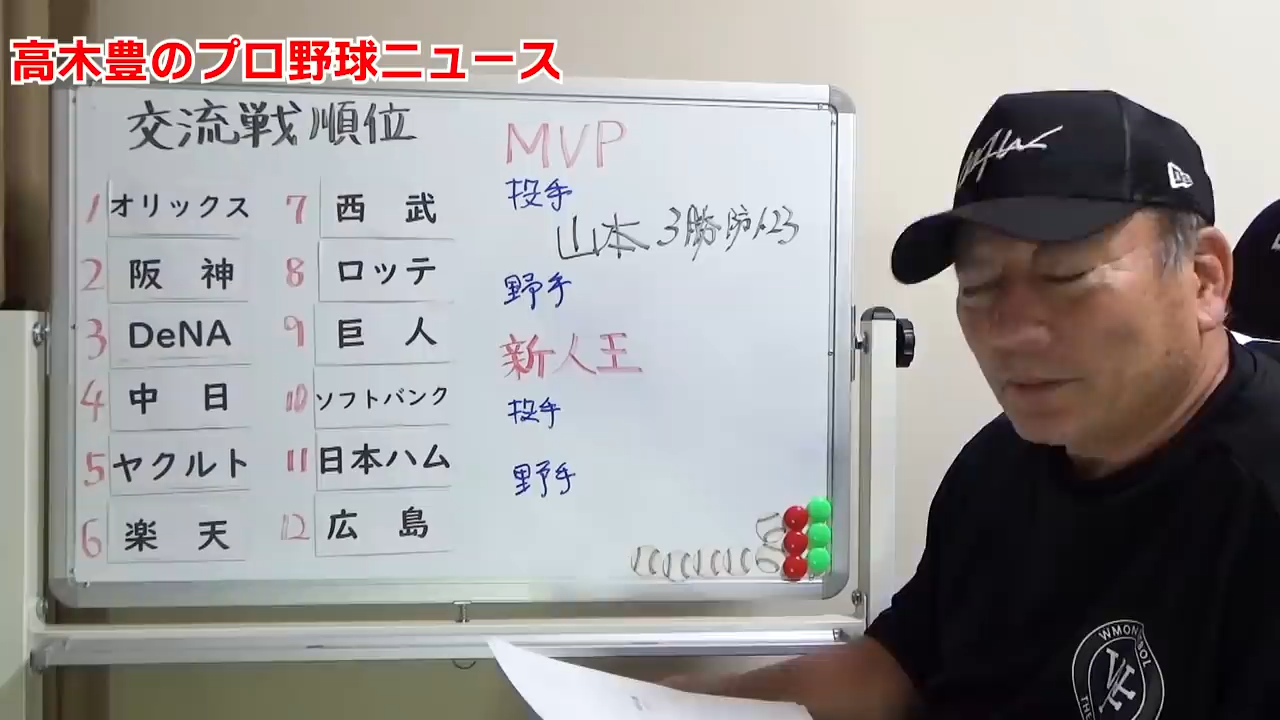 高木豊のプロ野球ニュース
交流戦順位
1 オリックス
2 阪 神
3 DeNA
4 中 日
5 ヤクルト
6 楽 天
7 西 武
8 ロッテ
9 巨 人
10 ソフトバンク
11 日本ハム
12 広 島
MVP
投手
山本 3勝 防1.23
野手
新人王
投手
野手